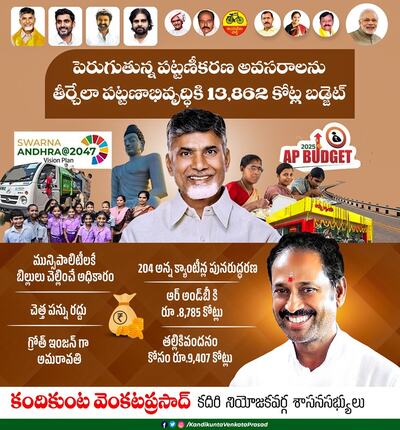 పెరుగుతున్న పట్టణీకరణ అవసరాలను
తీర్చేలా పట్టణాభివృద్ధికి 13,862 కోట్ల బడ్జెట్
SWARNA
ANDHRA@2047
Vision Plan
2025
AP BUDGET
మున్సిపాలిటీలకే
బిల్లులు చెల్లించే అధికారం
204 అన్న క్యాంటీన్ల పునరుద్ధరణ
చెత్త పన్ను రద్దు
ఆర్ అండ్‌బీ కి
రూ.8,785 కోట్లు
గ్రోత్ ఇంజన్ గా
అమరావతి
తల్లికివందనం
కోసం రూ.9,407 కోట్లు
కందికుంట వెంకటప్రసాద్ కదిరి నియోజకవర్గ శాసనసభ్యులు
/KandikuntaVenkataPrasad